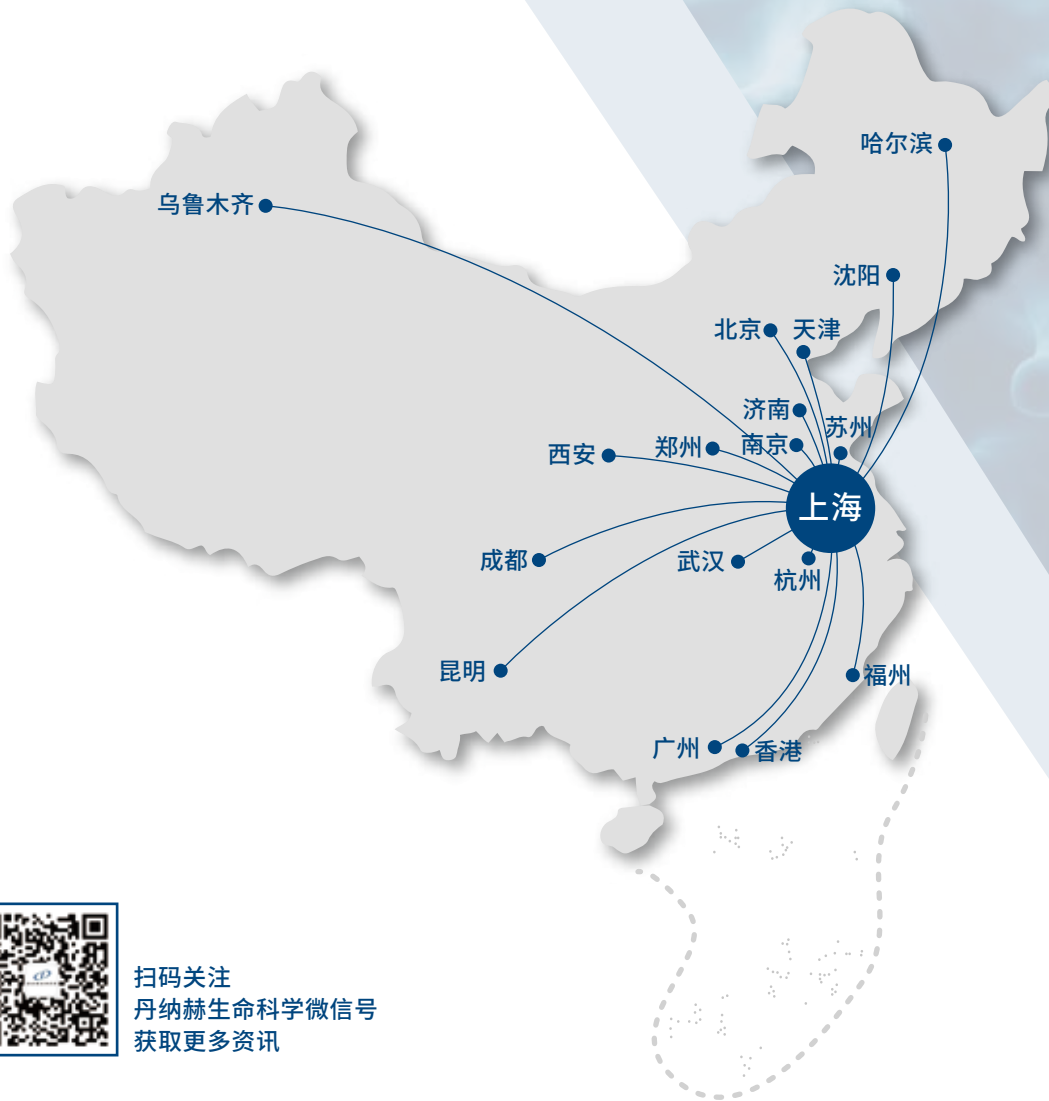 哈尔滨
乌鲁木齐
沈阳
北京
天津
济南
苏州
南京
郑州
西安
上海
成都
武汉
杭州
昆明
福州
广州
香港
扫码关注
丹纳赫生命科学微信号
获取更多资讯